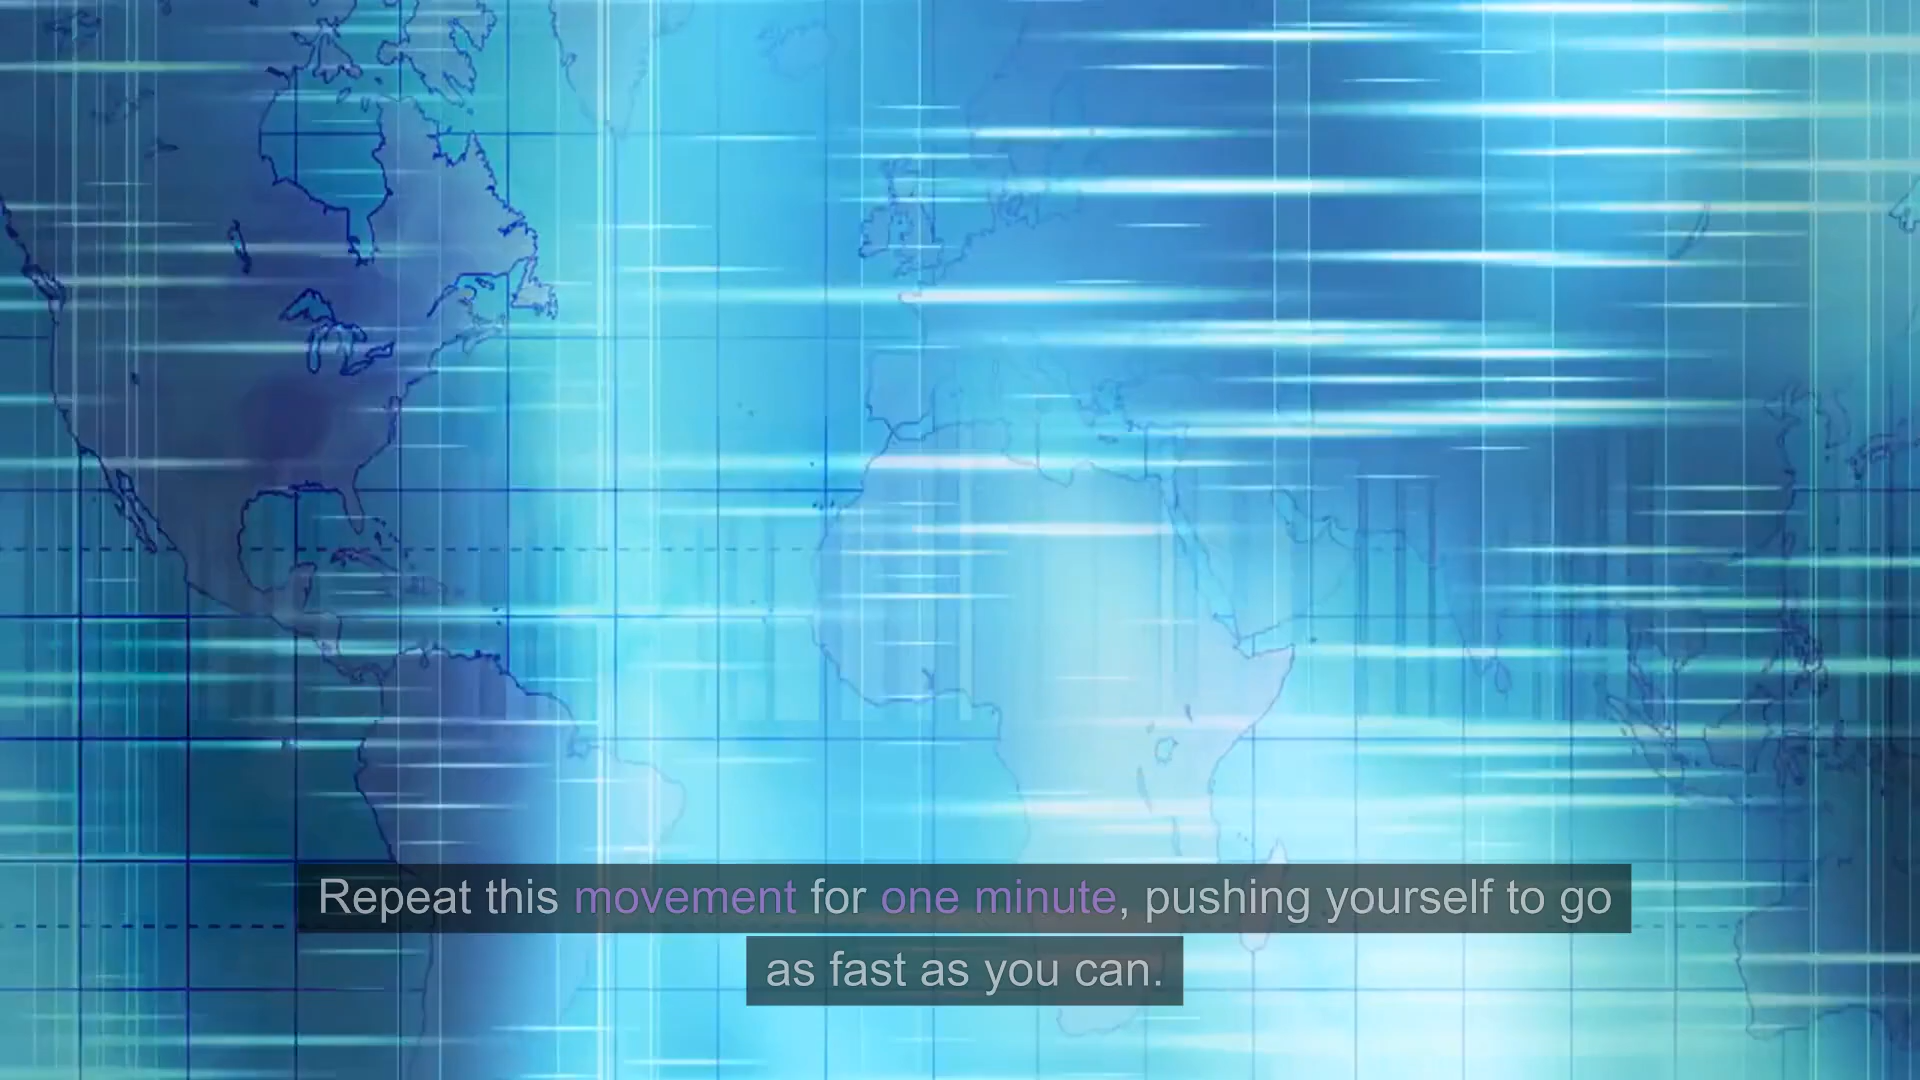 Repeat this movement for one minute, pushing yourself to go
as fast as you can.